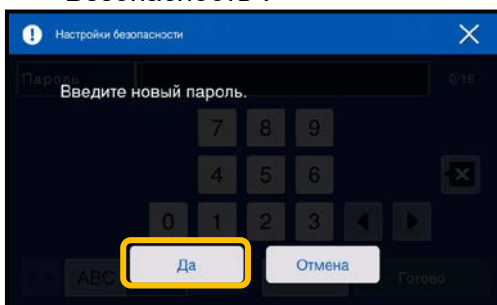 Настройки безопасности
Пароль
0/16
Введите новый пароль.
7 8 9
4 5 6
0 1 2 3
ABC
Да
Отмена
Готово